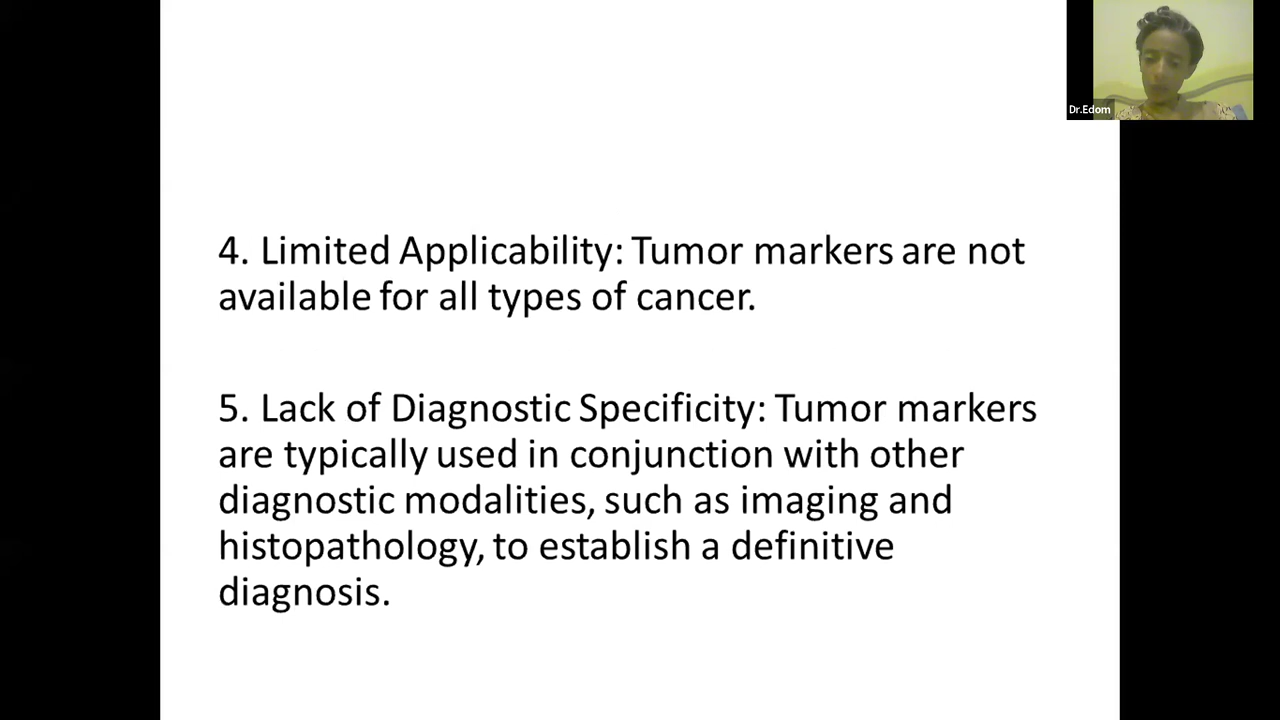 Dr.Edom
4. Limited Applicability: Tumor markers are not
available for all types of cancer.
5. Lack of Diagnostic Specificity: Tumor markers
are typically used in conjunction with other
diagnostic modalities, such as imaging and
histopathology, to establish a definitive
diagnosis.